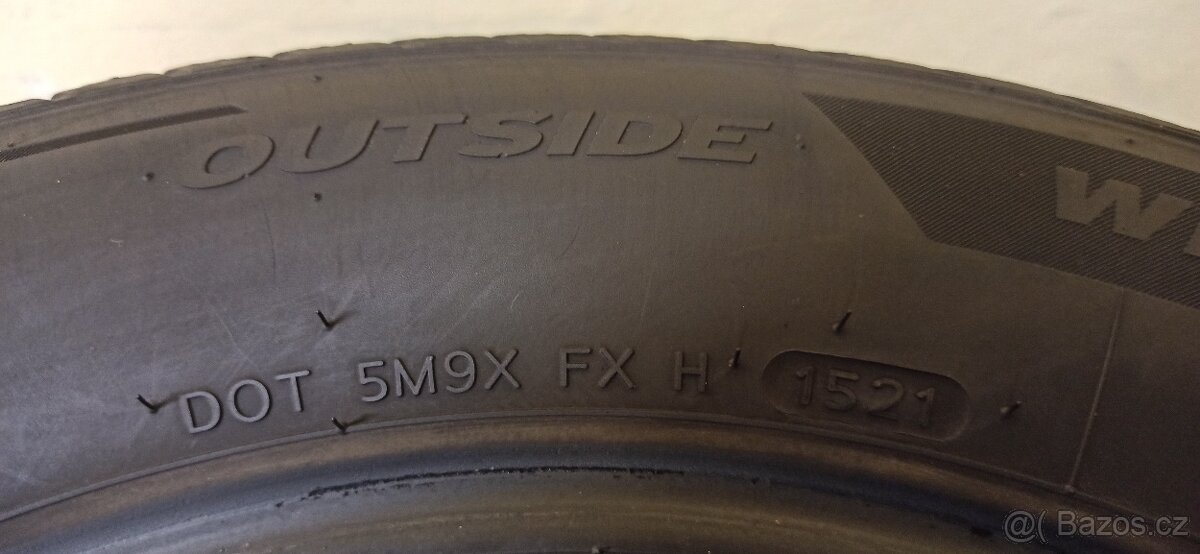 OUTSIDE
DOT 5M9X FX H 1521
@( Bazos.cz